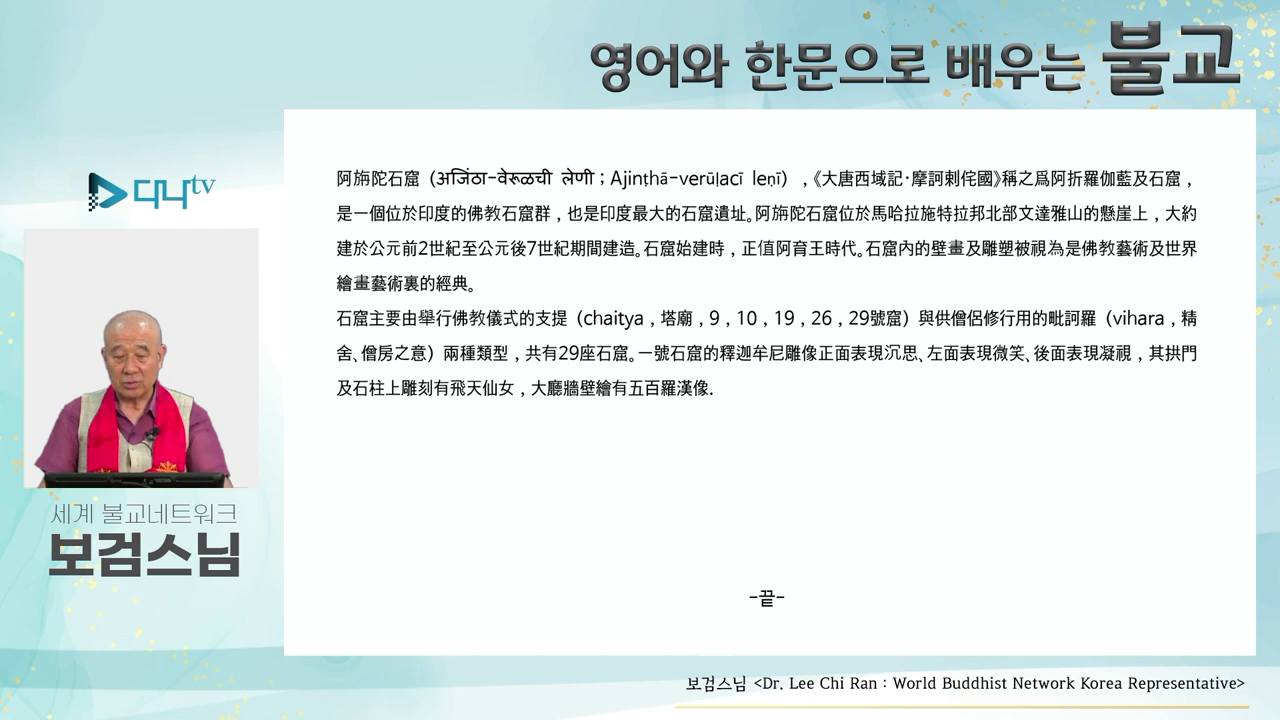 영어와 한문으로 배우는 불교
디나tv
阿旃陀石窟（अजिंठा-वेरूळची लेणी；Ajiṇṭhā-verūḷacī leṇī），《大唐西域記·摩訶剌侘國》稱之爲阿折羅伽藍及石窟，
是一個位於印度的佛教石窟群，也是印度最大的石窟遺址。阿旃陀石窟位於馬哈拉施特拉邦北部文達雅山的懸崖上，大約
建於公元前2世紀至公元後7世紀期間建造。石窟始建時，正值阿育王時代。石窟內的壁畫及雕塑被視為是佛教藝術及世界
繪畫藝術裏的經典。
石窟主要由舉行佛教儀式的支提（chaitya，塔廟，9，10，19，26，29號窟）與供僧侶修行用的毗訶羅（vihara，精
舍、僧房之意）兩種類型，共有29座石窟。一號石窟的釋迦牟尼雕像正面表現沉思、左面表現微笑、後面表現凝視，其拱門
及石柱上雕刻有飛天仙女，大廳牆壁繪有五百羅漢像.
-끝-
세계 불교네트워크
보검스님
보검스님 <Dr. Lee Chi Ran : World Buddhist Network Korea Representative>